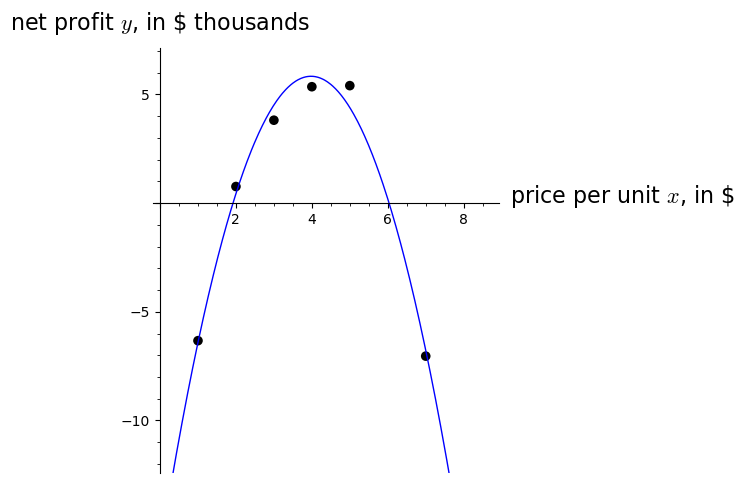 net profit y, in $ thousands
5
price per unit x, in $
2 4 6 8
−5
−10